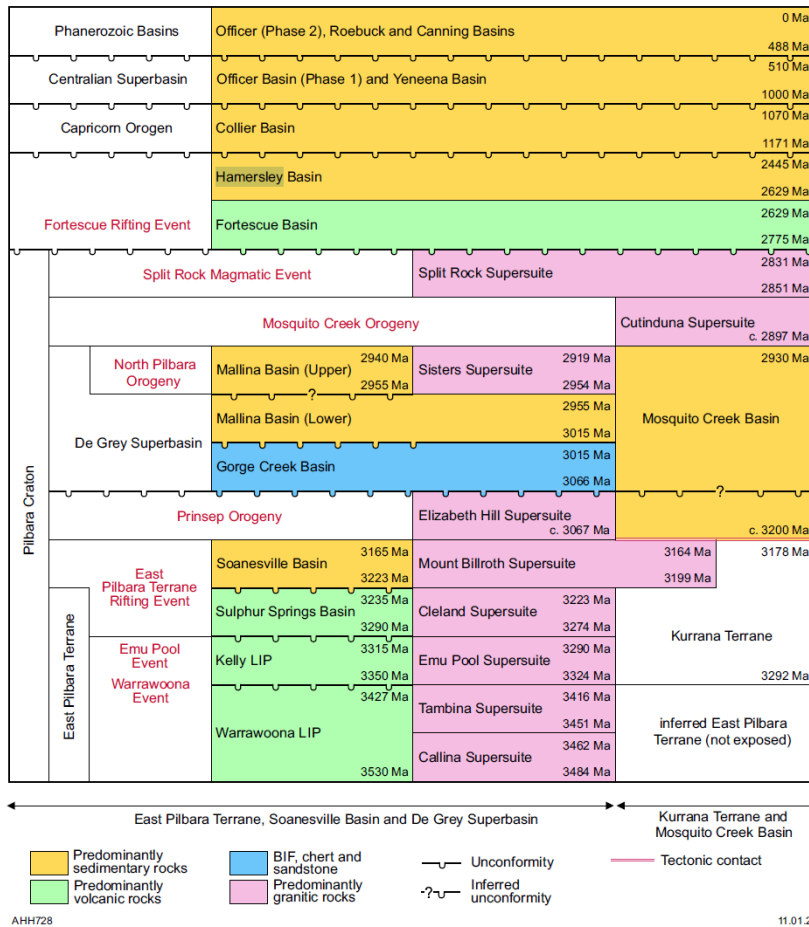 Phanerozoic Basins
Officer (Phase 2), Roebuck and Canning Basins
0 Ma
488 Ma
Centralian Superbasin
Officer Basin (Phase 1) and Yeneena Basin
510 Ma
1000 Ma
Capricorn Orogen
Collier Basin
1070 Ma
1171 Ma
Hamersley Basin
2445 Ma
2629 Ma
Fortescue Rifting Event
Fortescue Basin
2629 Ma
2775 Ma
Pilbara Craton
Split Rock Magmatic Event
Split Rock Supersuite
2831 Ma
2851 Ma
Mosquito Creek Orogeny
Cutinduna Supersuite
c. 2897 Ma
North Pilbara
Orogeny
Mallina Basin (Upper)
2940 Ma
2955 Ma
?
Sisters Supersuite
2919 Ma
2954 Ma
2930 Ma
Mosquito Creek Basin
?
c. 3200 Ma
De Grey Superbasin
Mallina Basin (Lower)
2955 Ma
3015 Ma
Gorge Creek Basin
3015 Ma
3066 Ma
Prinsep Orogeny
Elizabeth Hill Supersuite
c. 3067 Ma
East
Pilbara Terrane
Rifting Event
Soanesville Basin
3165 Ma
3223 Ma
Mount Billroth Supersuite
3164 Ma
3199 Ma
3178 Ma
Kurrana Terrane
3292 Ma
East Pilbara Terrane
Sulphur Springs Basin
3235 Ma
3290 Ma
Cleland Supersuite
3223 Ma
3274 Ma
Emu Pool
Event
Warrawoona
Event
Kelly LIP
3315 Ma
3350 Ma
Emu Pool Supersuite
3290 Ma
3324 Ma
Warrawoona LIP
3427 Ma
3530 Ma
Tambina Supersuite
3416 Ma
3451 Ma
Callina Supersuite
3462 Ma
3484 Ma
inferred East Pilbara
Terrane (not exposed)
East Pilbara Terrane, Soanesville Basin and De Grey Superbasin
Kurrana Terrane and
Mosquito Creek Basin
Predominantly
sedimentary rocks
BIF, chert and
sandstone
Unconformity
Tectonic contact
Predominantly
volcanic rocks
Predominantly
granitic rocks
?
Inferred
unconformity
AHH728
11.01.2